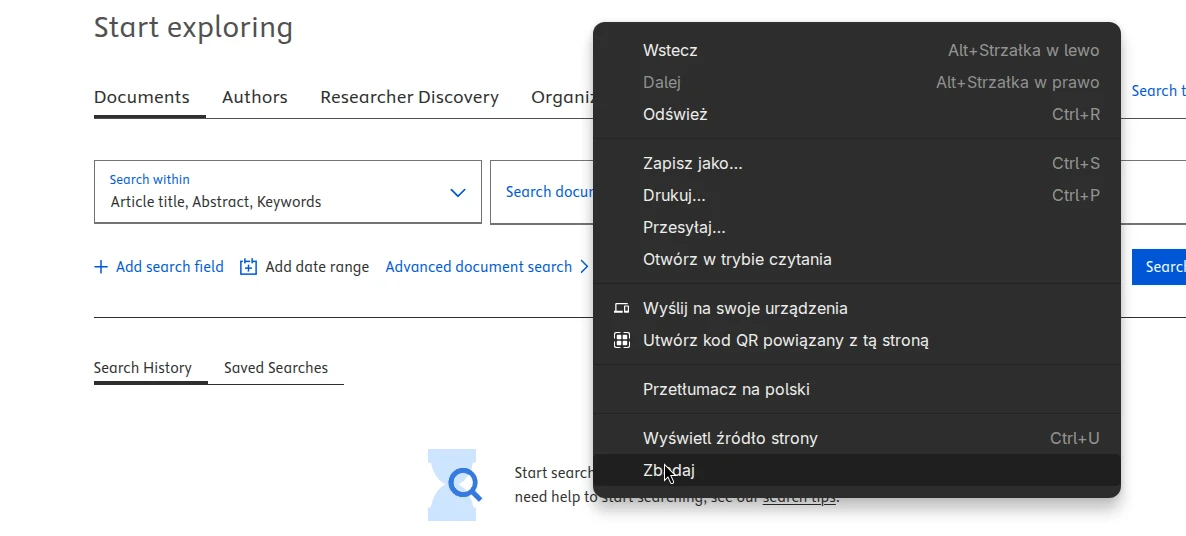 Start exploring
Documents Authors Researcher Discovery Organiz
Search t
Search within
Article title, Abstract, Keywords
Search docum
Add search field Add date range Advanced document search
Search
Search History Saved Searches
Start search
need help to start searching, see our search tips.
Wstecz Alt+Strzałka w lewo
Dalej Alt+Strzałka w prawo
Odśwież Ctrl+R
Zapisz jako... Ctrl+S
Drukuj... Ctrl+P
Przesyłaj...
Otwórz w trybie czytania
Wyślij na swoje urządzenia
Utwórz kod QR powiązany z tą stroną
Przetłumacz na polski
Wyświetl źródło strony Ctrl+U
Zbadaj